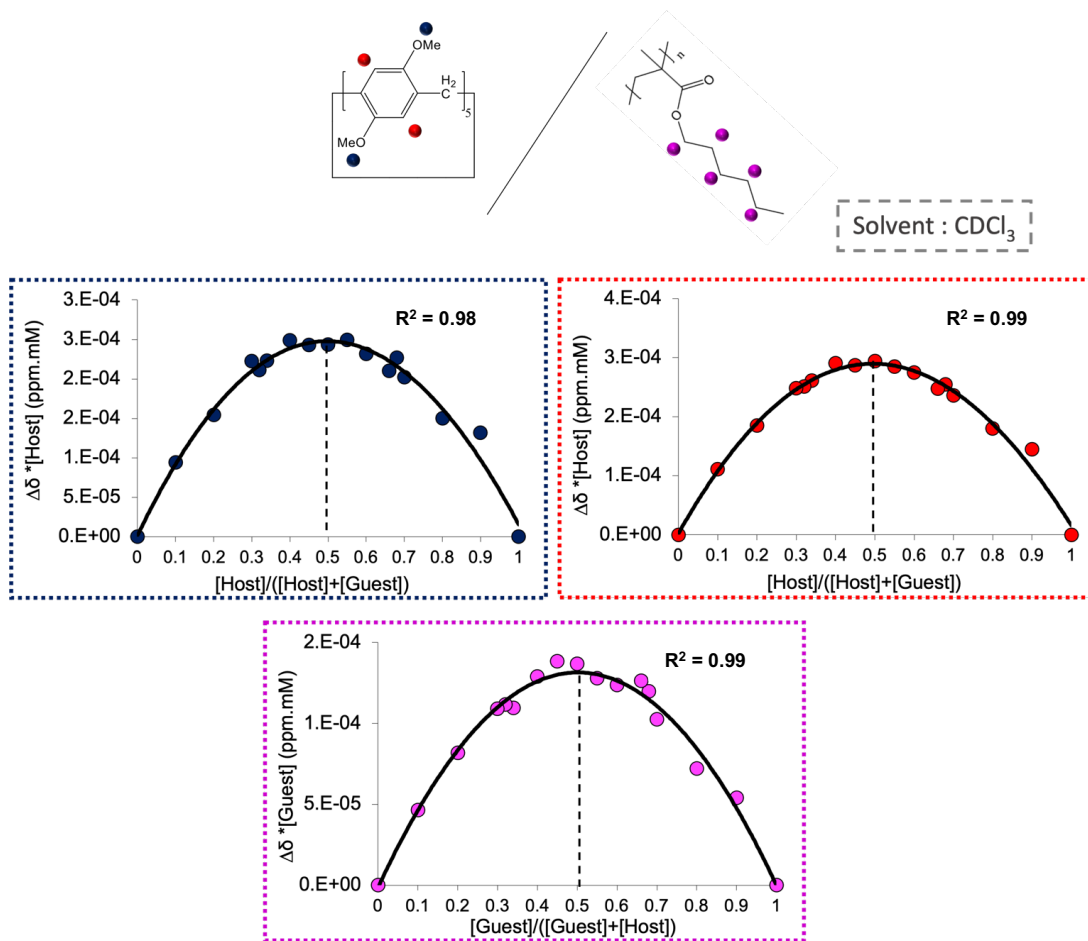 OMe
H2
C
5
MeO
n
O
O
Solvent : CDCl3
Δδ *[Host] (ppm.mM)
3.E-04
2.E-04
2.E-04
1.E-04
5.E-05
0.E+00
R² = 0.98
0 0.1 0.2 0.3 0.4 0.5 0.6 0.7 0.8 0.9 1
[Host]/([Host]+[Guest])
Δδ *[Host] (ppm.mM)
4.E-04
3.E-04
2.E-04
1.E-04
0.E+00
R² = 0.99
0 0.1 0.2 0.3 0.4 0.5 0.6 0.7 0.8 0.9 1
[Host]/([Host]+[Guest])
Δδ *[Guest] (ppm.mM)
2.E-04
1.E-04
5.E-05
0.E+00
R² = 0.99
0 0.1 0.2 0.3 0.4 0.5 0.6 0.7 0.8 0.9 1
[Guest]/([Guest]+[Host])